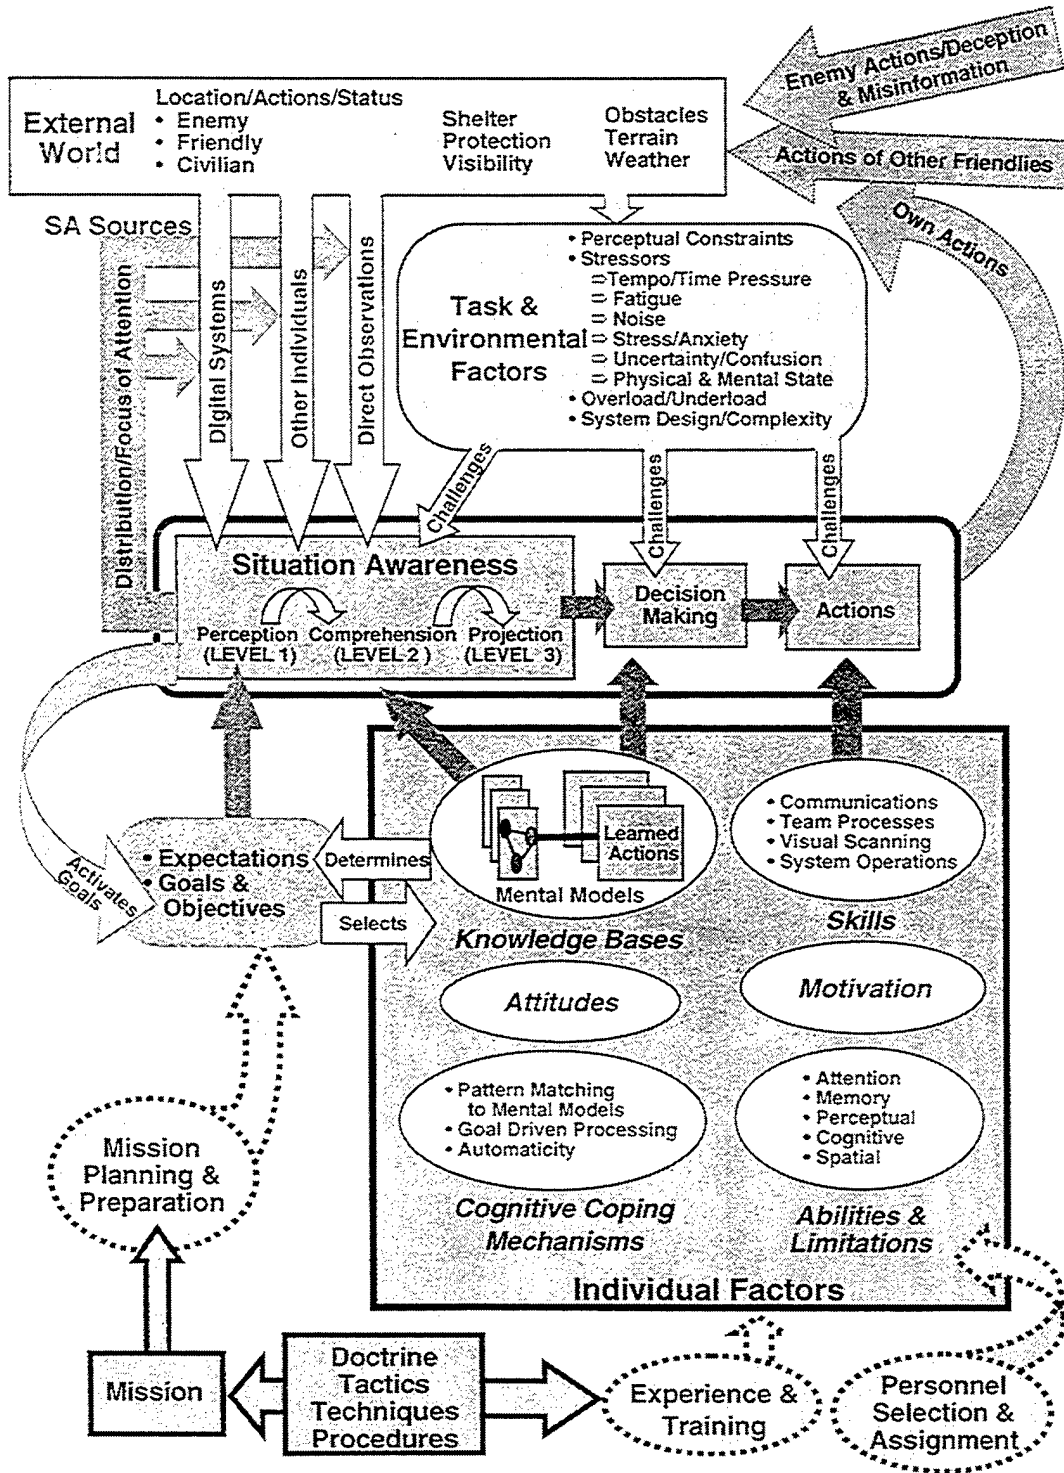 Enemy Actions/Deception
& Misinformation
Actions of Other Friendlies
Own Actions
External
World
Location/Actions/Status
• Enemy
• Friendly
• Civilian
Shelter
Protection
Visibility
Obstacles
Terrain
Weather
SA Sources
Distribution/Focus of Attention
Digital Systems
Other Individuals
Direct Observations
Task &
Environmental
Factors
• Perceptual Constraints
• Stressors
⇨Tempo/Time Pressure
⇨ Fatigue
⇨ Noise
⇨ Stress/Anxiety
⇨ Uncertainty/Confusion
⇨ Physical & Mental State
• Overload/Underload
• System Design/Complexity
Challenges
Challenges
Challenges
Situation Awareness
Perception
(LEVEL 1)
Comprehension
(LEVEL 2 )
Projection
(LEVEL 3)
Decision
Making
Actions
Activates
Goals
• Expectations
• Goals &
Objectives
Determines
Selects
Learned
Actions
Mental Models
Knowledge Bases
• Communications
• Team Processes
• Visual Scanning
• System Operations
Skills
Attitudes
Motivation
• Pattern Matching
to Mental Models
• Goal Driven Processing
• Automaticity
Cognitive Coping
Mechanisms
• Attention
• Memory
• Perceptual
• Cognitive
• Spatial
Abilities &
Limitations
Individual Factors
Mission
Planning &
Preparation
Mission
Doctrine
Tactics
Techniques
Procedures
Experience &
Training
Personnel
Selection &
Assignment